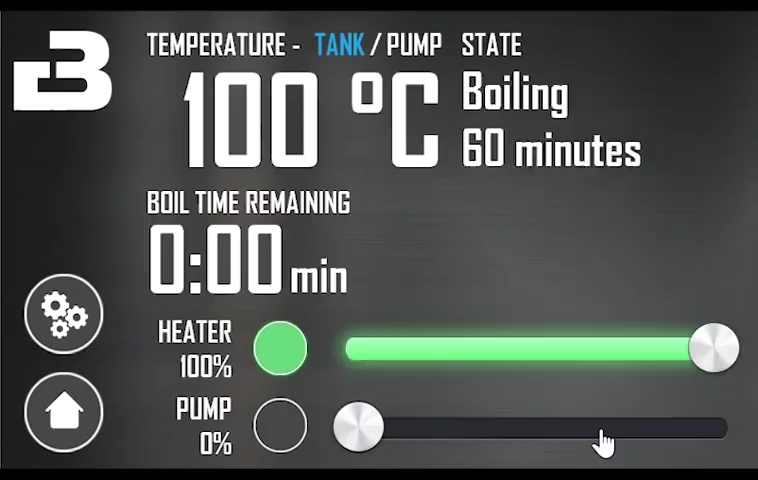 TEMPERATURE - TANK / PUMP
100 °C
STATE
Boiling
60 minutes
BOIL TIME REMAINING
0:00 min
HEATER
100%
PUMP
0%